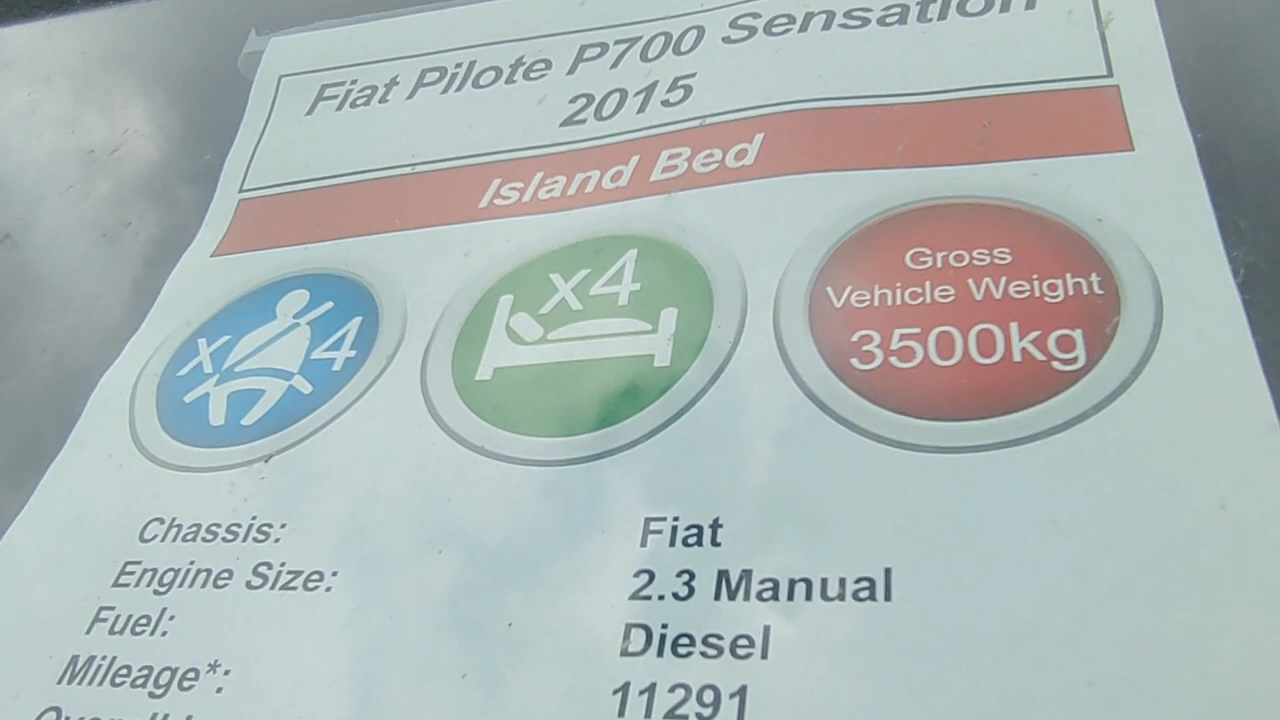 Fiat Pilote P700 Sensation
2015
Island Bed
x 4
x4
Gross
Vehicle Weight
3500kg
Chassis: Fiat
Engine Size: 2.3 Manual
Fuel: Diesel
Mileage*: 11291